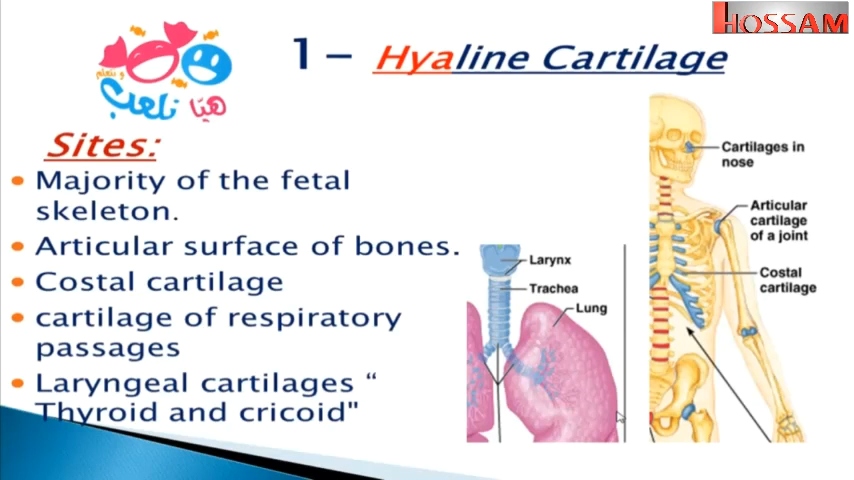 HOSSAM
1 – Hyaline Cartilage
و نتعلم
هيا نلعب
Sites:
• Majority of the fetal
skeleton.
• Articular surface of bones.
• Costal cartilage
• cartilage of respiratory
passages
• Laryngeal cartilages “
Thyroid and cricoid"
Larynx
Trachea
Lung
Cartilages in
nose
Articular
cartilage
of a joint
Costal
cartilage